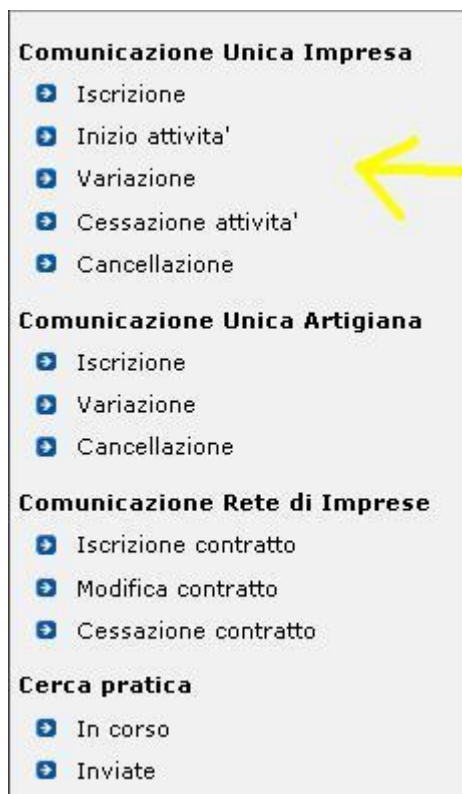 Comunicazione Unica Impresa
Iscrizione
Inizio attivita'
Variazione
Cessazione attivita'
Cancellazione
Comunicazione Unica Artigiana
Iscrizione
Variazione
Cancellazione
Comunicazione Rete di Imprese
Iscrizione contratto
Modifica contratto
Cessazione contratto
Cerca pratica
In corso
Inviate